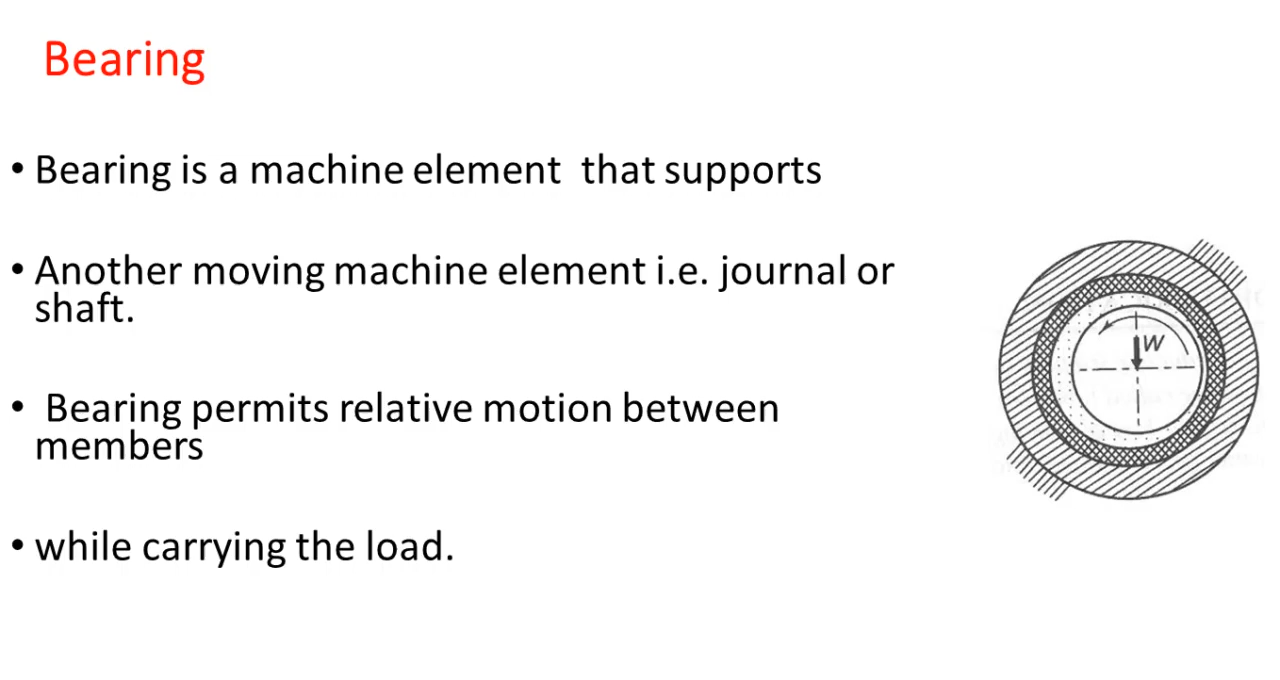 Bearing
• Bearing is a machine element that supports
• Another moving machine element i.e. journal or
shaft.
• Bearing permits relative motion between
members
• while carrying the load.
W